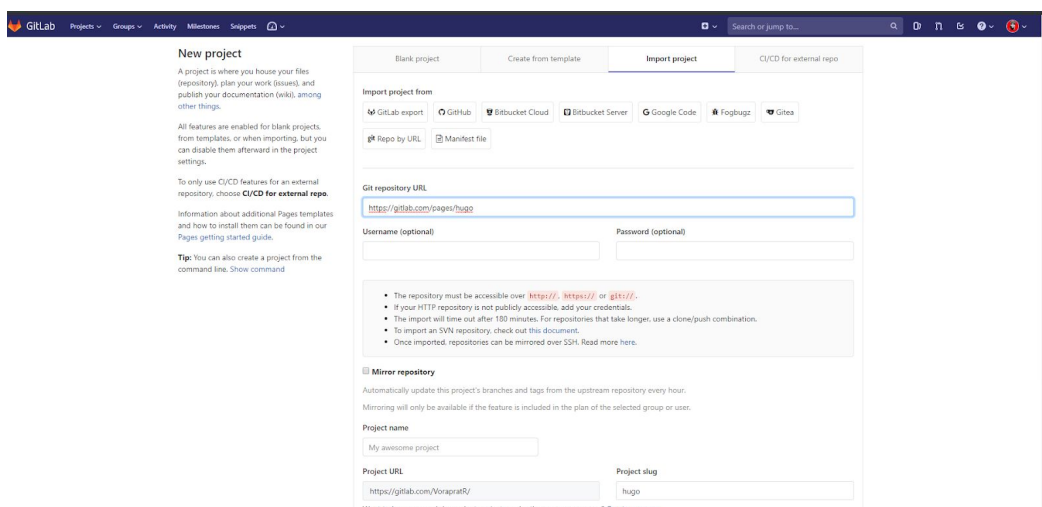 GitLab Projects Groups Activity Milestones Snippets Search or jump to...
New project
A project is where you house your files
(repository), plan your work (issues), and
publish your documentation (wiki), among
other things.
All features are enabled for blank projects,
from templates, or when importing, but you
can disable them afterward in the project
settings.
To only use CI/CD features for an external
repository, choose CI/CD for external repo.
Information about additional Pages templates
and how to install them can be found in our
Pages getting started guide.
Tip: You can also create a project from the
command line. Show command
Blank project Create from template Import project CI/CD for external repo
Import project from
GitLab export GitHub Bitbucket Cloud Bitbucket Server Google Code Fogbugz Gitea
git Repo by URL Manifest file
Git repository URL
https://gitlab.com/pages/hugo
Username (optional) Password (optional)
• The repository must be accessible over http://, https:// or git://.
• If your HTTP repository is not publicly accessible, add your credentials.
• The import will time out after 180 minutes. For repositories that take longer, use a clone/push combination.
• To import an SVN repository, check out this document.
• Once imported, repositories can be mirrored over SSH. Read more here.
Mirror repository
Automatically update this project's branches and tags from the upstream repository every hour.
Mirroring will only be available if the feature is included in the plan of the selected group or user.
Project name
My awesome project
Project URL Project slug
https://gitlab.com/VorapratR/ hugo